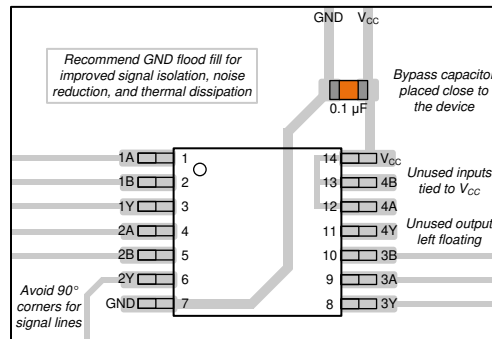 GND VCC
Recommend GND flood fill for
improved signal isolation, noise
reduction, and thermal dissipation
Bypass capacitor
placed close to
the device
0.1 µF
1A 1 14 VCC
1B 2 13 4B
1Y 3 12 4A
2A 4 11 4Y
2B 5 10 3B
2Y 6 9 3A
GND 7 8 3Y
Unused inputs
tied to VCC
Unused output
left floating
Avoid 90°
corners for
signal lines